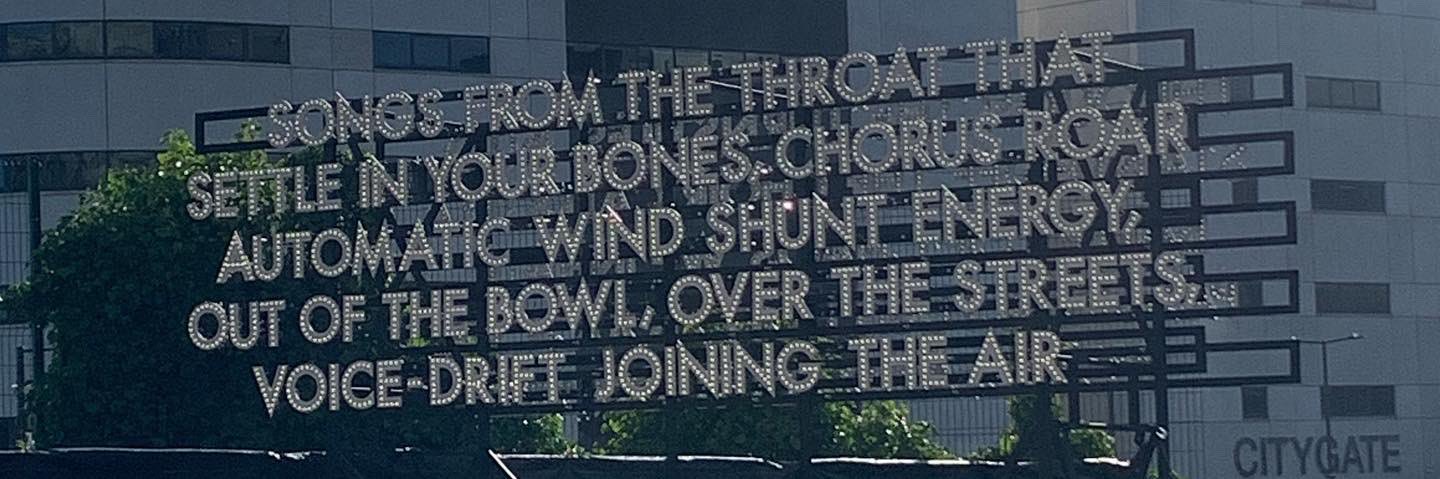 SONGS FROM THE THROAT THAT
SETTLE IN YOUR BONES. CHORUS ROAR
AUTOMATIC WIND SHUNT ENERGY,
OUT OF THE BOWL, OVER THE STREETS,
VOICE-DRIFT JOINING THE AIR
CITYGATE